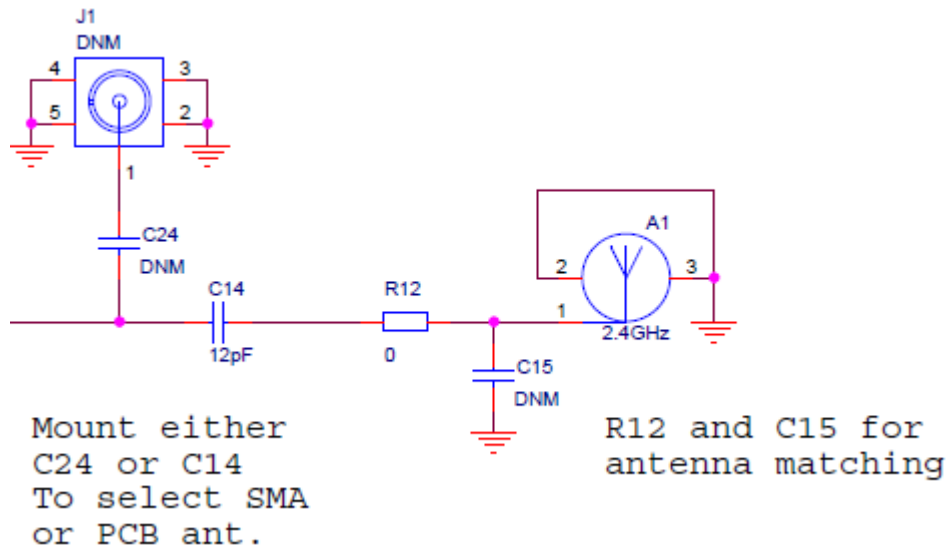 J1
DNM
4
3
5
2
1
C24
DNM
C14
12pF
R12
0
A1
2
3
1
2.4GHz
C15
DNM
Mount either
C24 or C14
To select SMA
or PCB ant.
R12 and C15 for
antenna matching